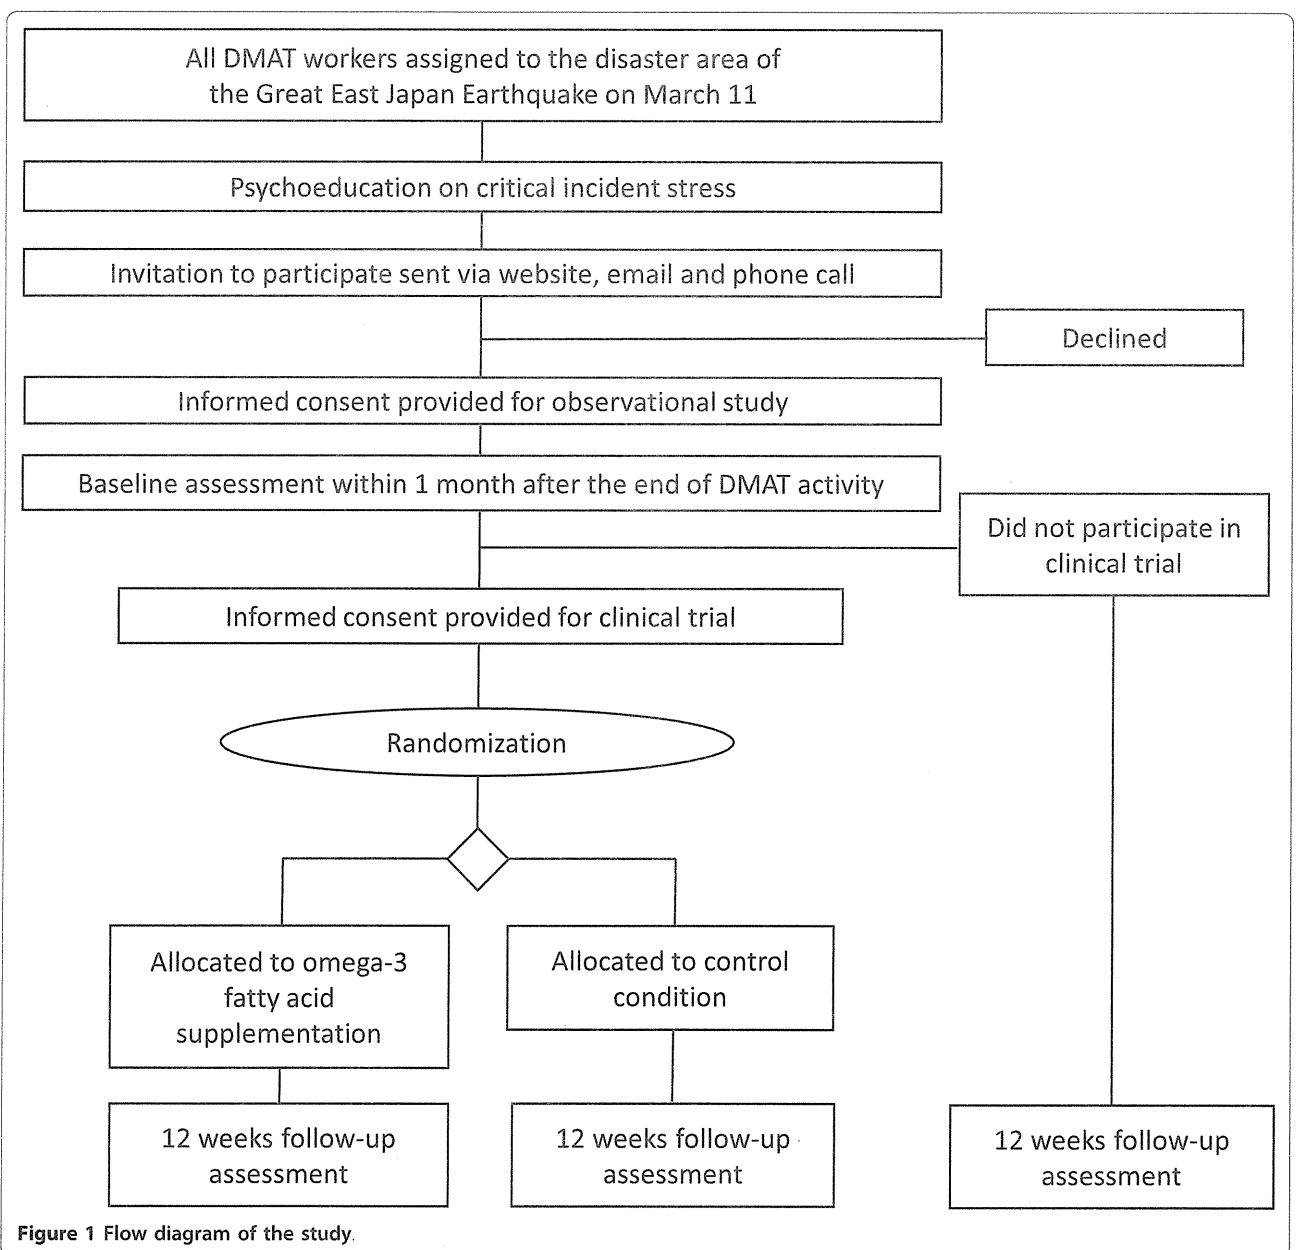 All DMAT workers assigned to the disaster area of
the Great East Japan Earthquake on March 11
Psychoeducation on critical incident stress
Invitation to participate sent via website, email and phone call
Declined
Informed consent provided for observational study
Baseline assessment within 1 month after the end of DMAT activity
Did not participate in
clinical trial
Informed consent provided for clinical trial
Randomization
Allocated to omega-3
fatty acid
supplementation
Allocated to control
condition
12 weeks follow-up
assessment
12 weeks follow-up
assessment
12 weeks follow-up
assessment
Figure 1 Flow diagram of the study.